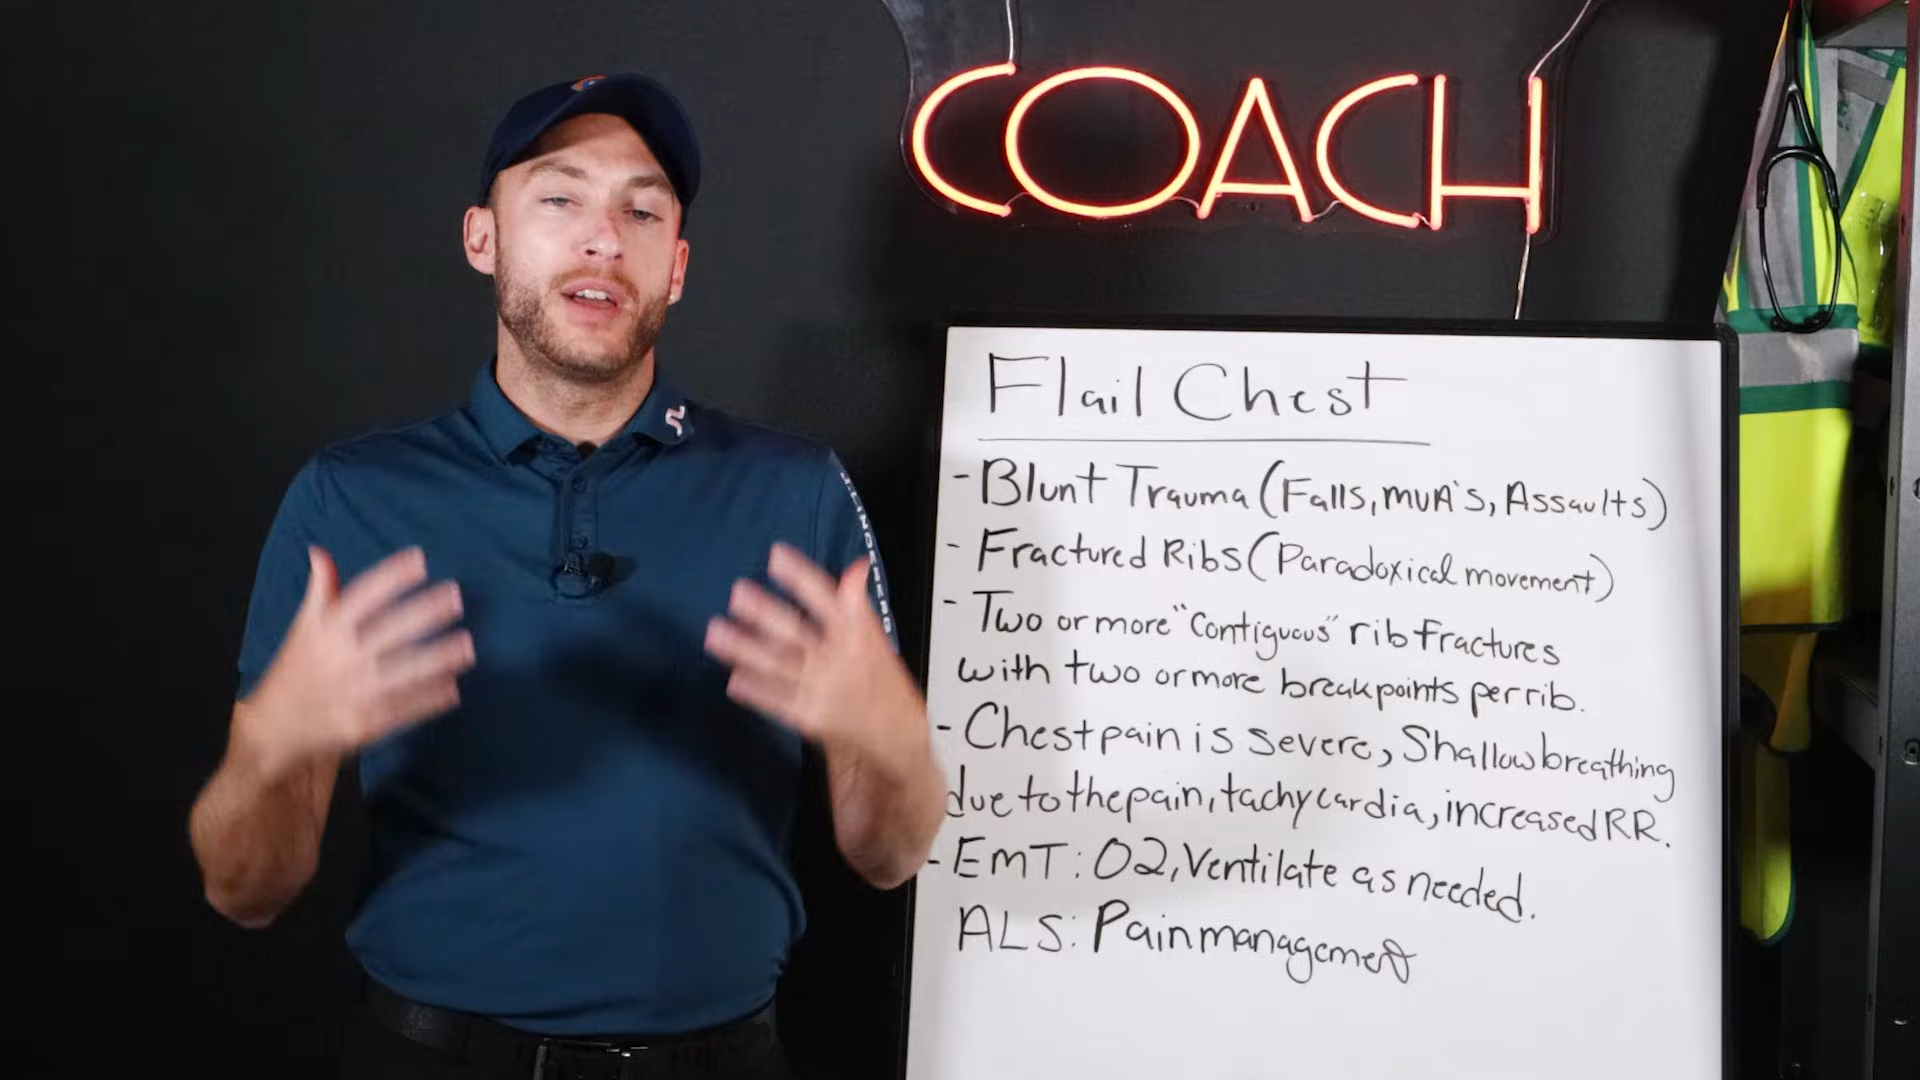 COACH
Flail Chest
- Blunt Trauma (Falls, MVA's, Assaults)
- Fractured Ribs (Paradoxical movement)
- Two or more "Contiguous" rib fractures
with two or more breakpoints per rib.
- Chest pain is severe, Shallow breathing
due to the pain, tachycardia, increased RR.
- EMT: O2, Ventilate as needed.
ALS: Pain management
J.LINDEBERG